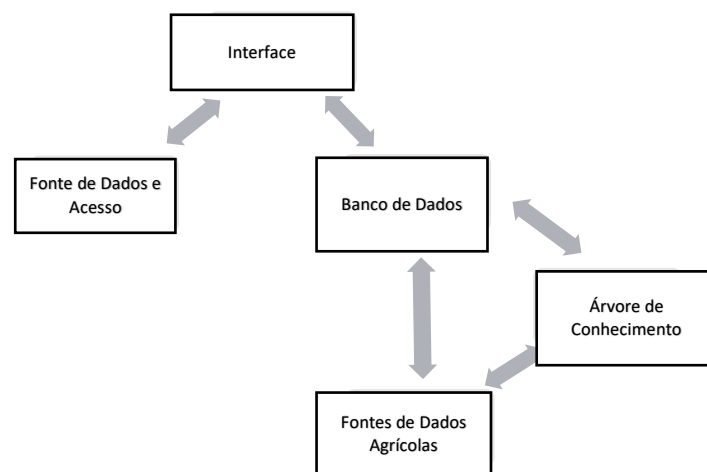 Interface
Fonte de Dados e
Acesso
Banco de Dados
Árvore de
Conhecimento
Fontes de Dados
Agrícolas